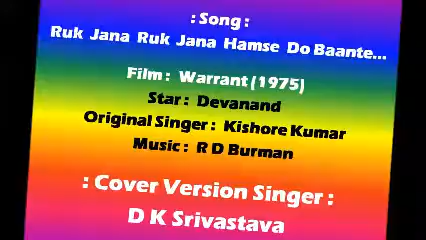 : Song :
Ruk Jana Ruk Jana Hamse Do Baante...
Film : Warrant (1975)
Star : Devanand
Original Singer : Kishore Kumar
Music : R D Burman
: Cover Version Singer :
D K Srivastava